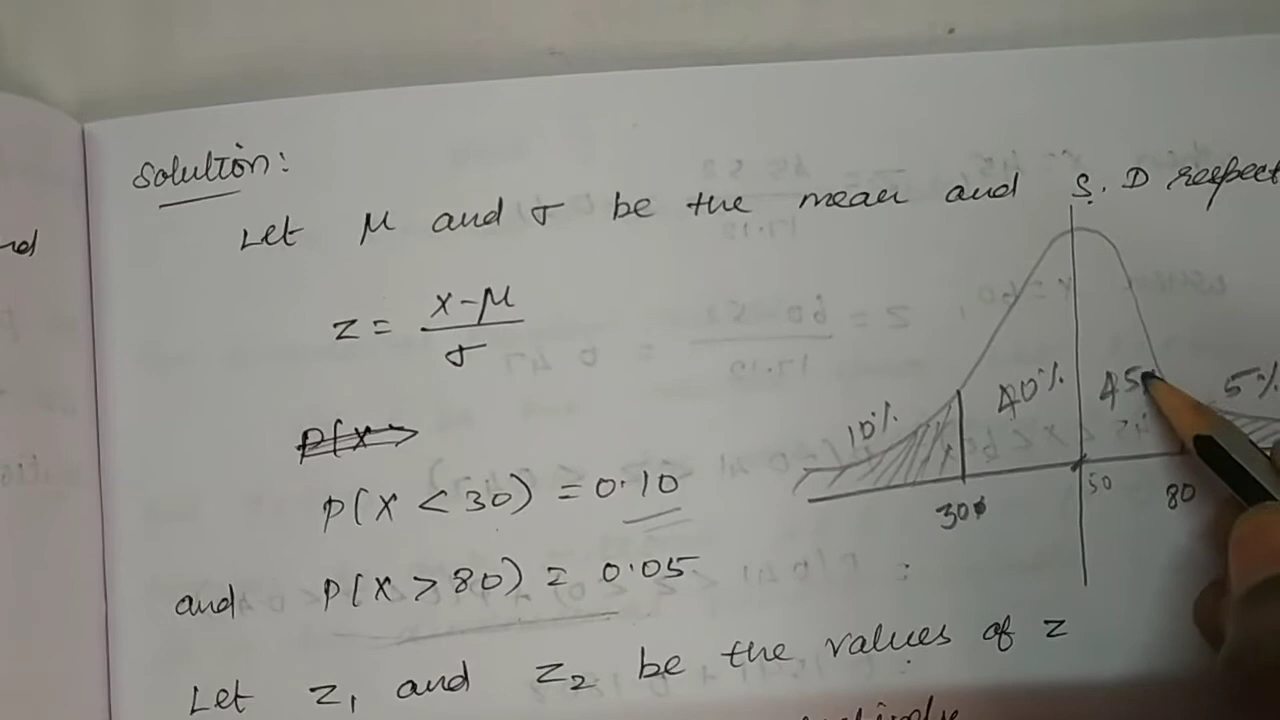 Solution:
Let μ and σ be the mean and S.D respect
z = x-μ / σ
P(x
P(X < 30) = 0.10
and P(X > 80) = 0.05
Let z1 and z2 be the values of z
10% 40% 45 5%
30 50 80
nd